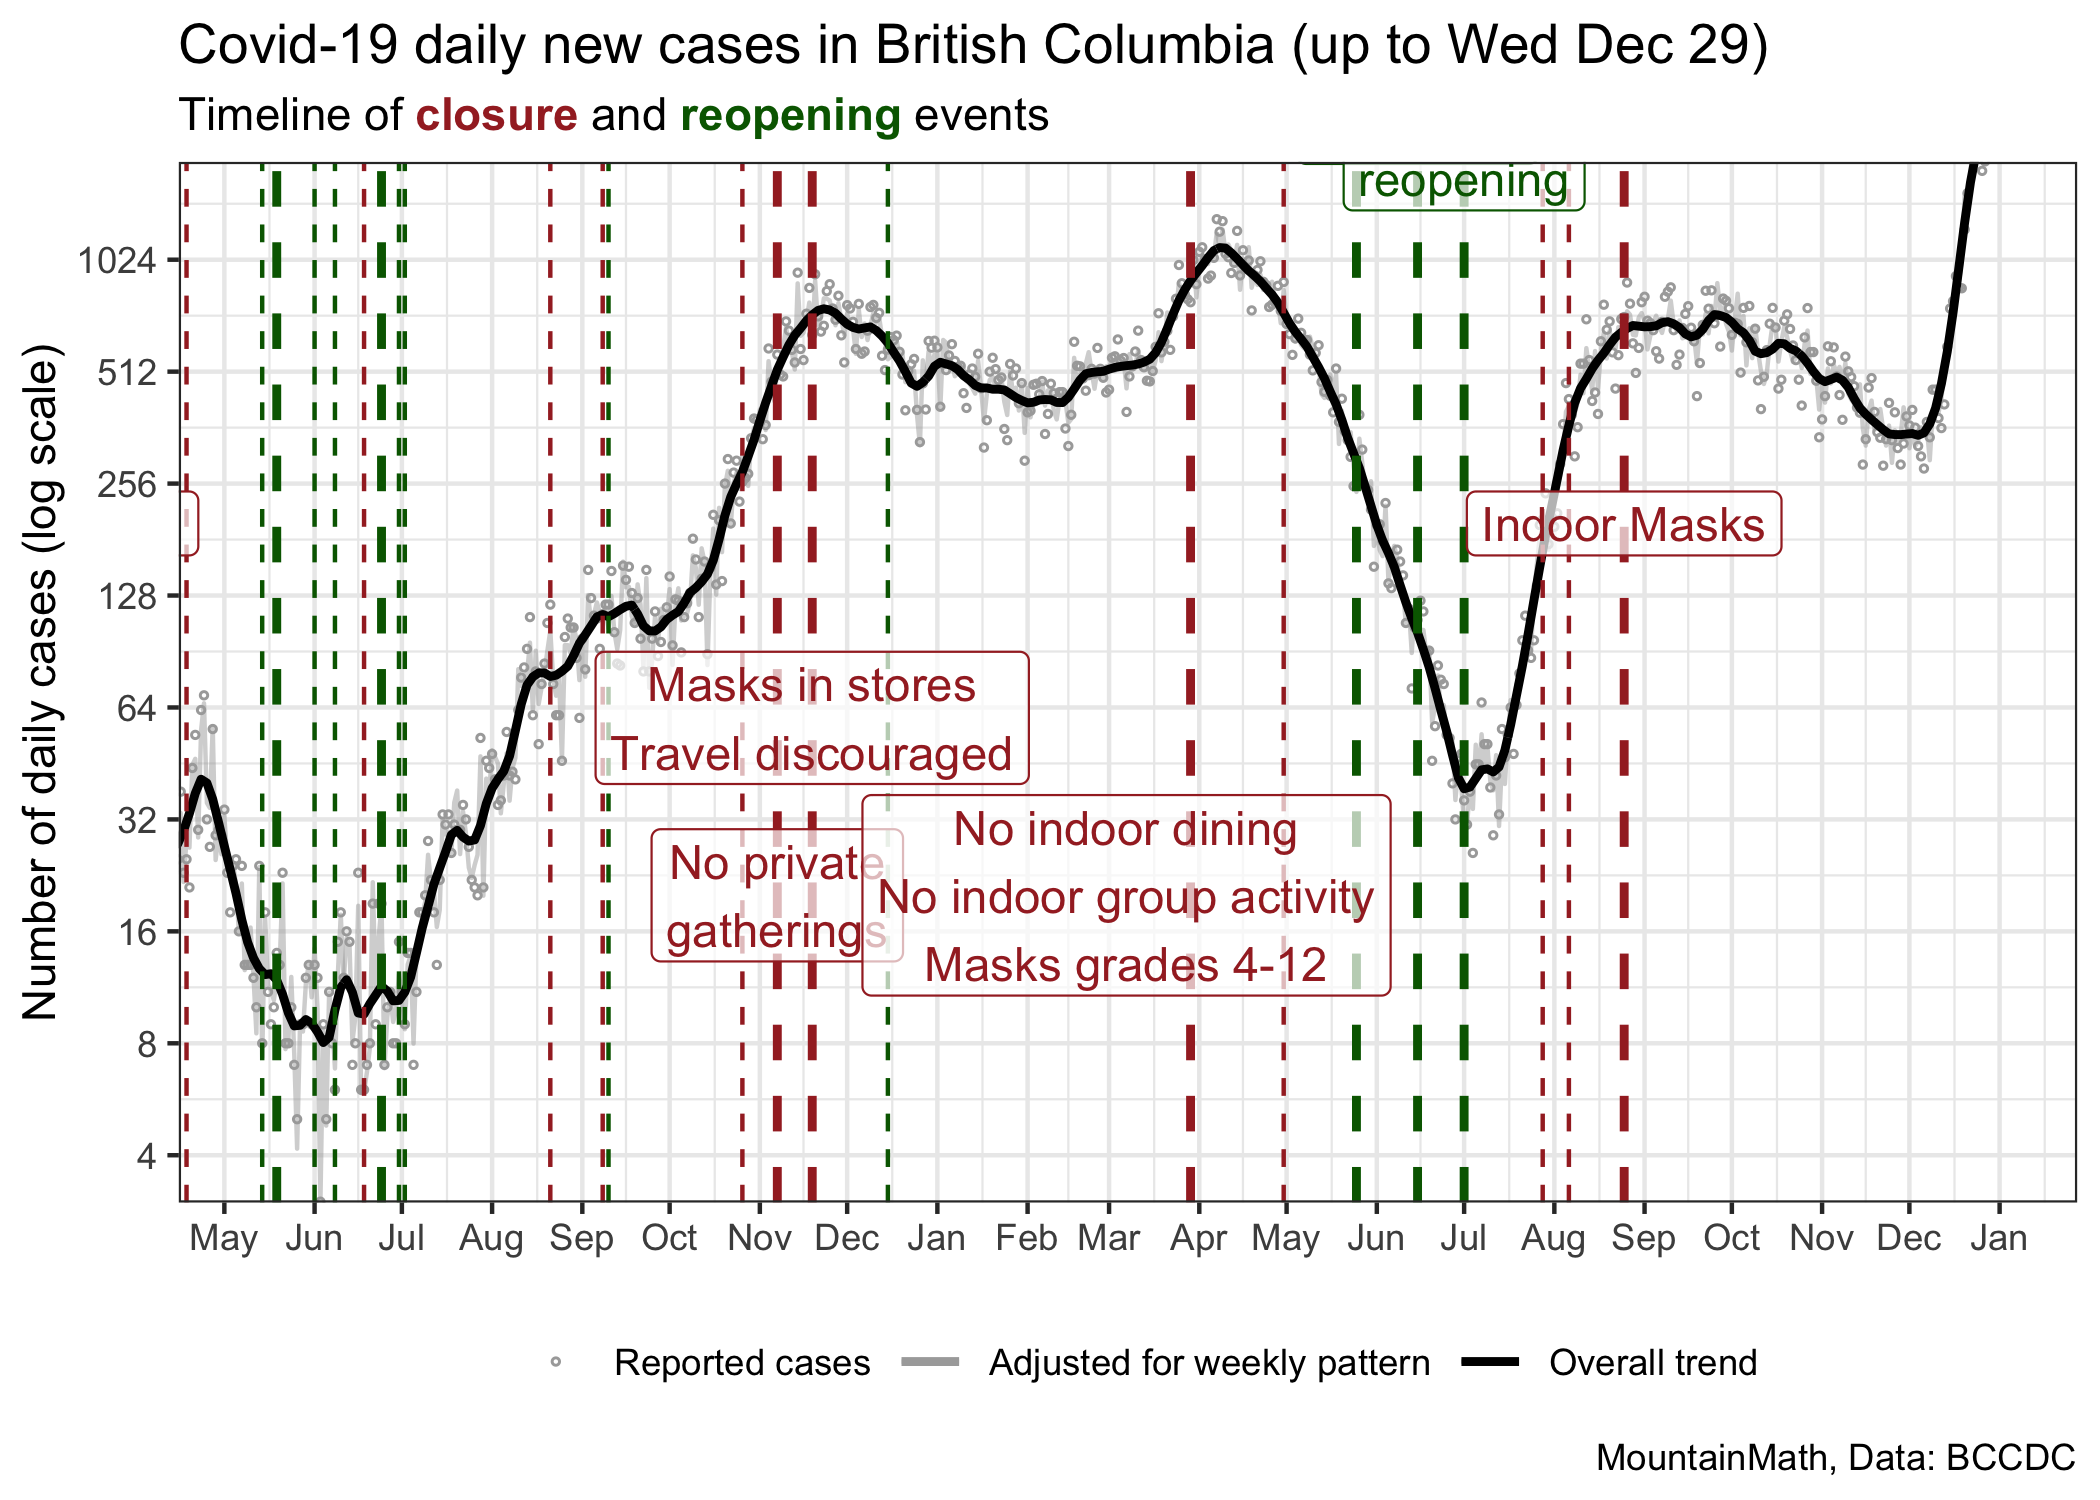 Covid-19 daily new cases in British Columbia (up to Wed Dec 29)
Timeline of closure and reopening events
Number of daily cases (log scale)
1024
512
256
128
64
32
16
8
4
reopening
Indoor Masks
Masks in stores
Travel discouraged
No private
gatherings
No indoor dining
No indoor group activity
Masks grades 4-12
May Jun Jul Aug Sep Oct Nov Dec Jan Feb Mar Apr May Jun Jul Aug Sep Oct Nov Dec Jan
Reported cases Adjusted for weekly pattern Overall trend
MountainMath, Data: BCCDC